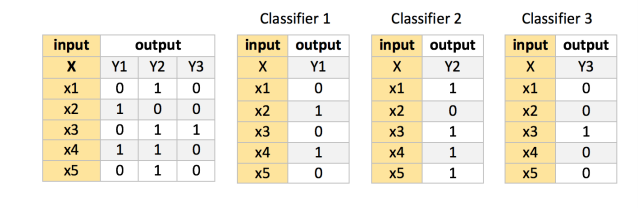 Classifier 1 Classifier 2 Classifier 3
input output input output input output input output
X Y1 Y2 Y3 X Y1 X Y2 X Y3
x1 0 1 0 x1 0 x1 1 x1 0
x2 1 0 0 x2 1 x2 0 x2 0
x3 0 1 1 x3 0 x3 1 x3 1
x4 1 1 0 x4 1 x4 1 x4 0
x5 0 1 0 x5 0 x5 1 x5 0